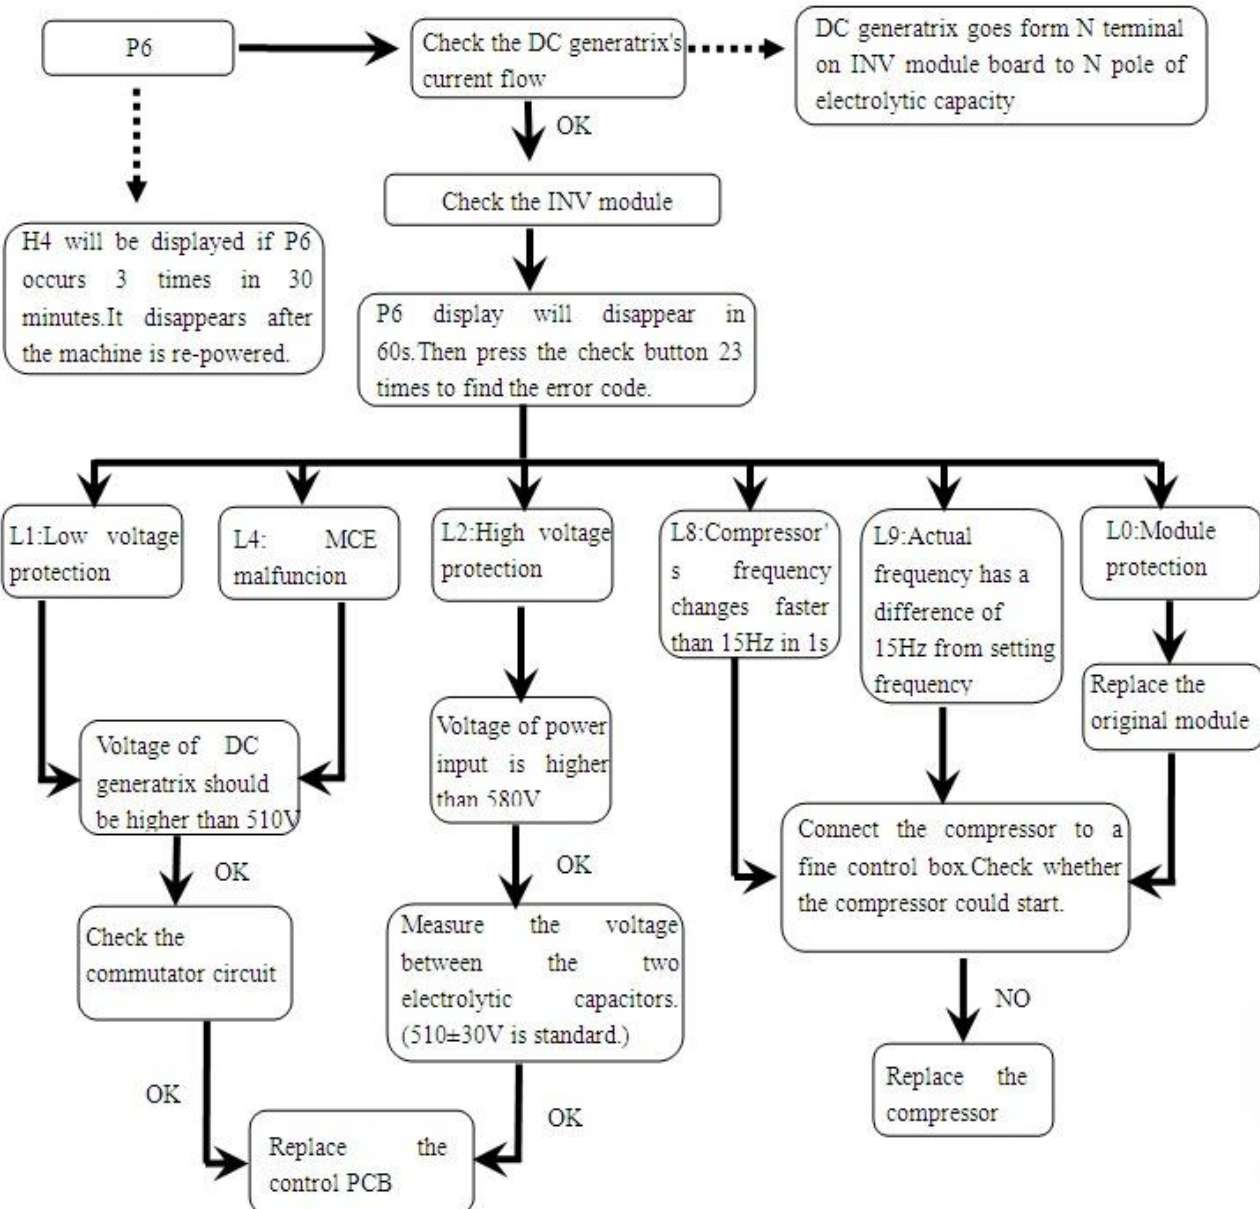 P6
Check the DC generatrix's
current flow
DC generatrix goes form N terminal
on INV module board to N pole of
electrolytic capacity
OK
Check the INV module
H4 will be displayed if P6
occurs 3 times in 30
minutes.It disappears after
the machine is re-powered.
P6 display will disappear in
60s.Then press the check button 23
times to find the error code.
L1:Low voltage
protection
L4: MCE
malfuncion
L2:High voltage
protection
L8:Compressor'
s frequency
changes faster
than 15Hz in 1s
L9:Actual
frequency has a
difference of
15Hz from setting
frequency
L0:Module
protection
Replace the
original module
Voltage of DC
generatrix should
be higher than 510V
Voltage of power
input is higher
than 580V
Connect the compressor to a
fine control box.Check whether
the compressor could start.
OK
OK
Check the
commutator circuit
Measure the voltage
between the two
electrolytic capacitors.
(510±30V is standard.)
NO
Replace the
compressor
OK
OK
Replace the
control PCB